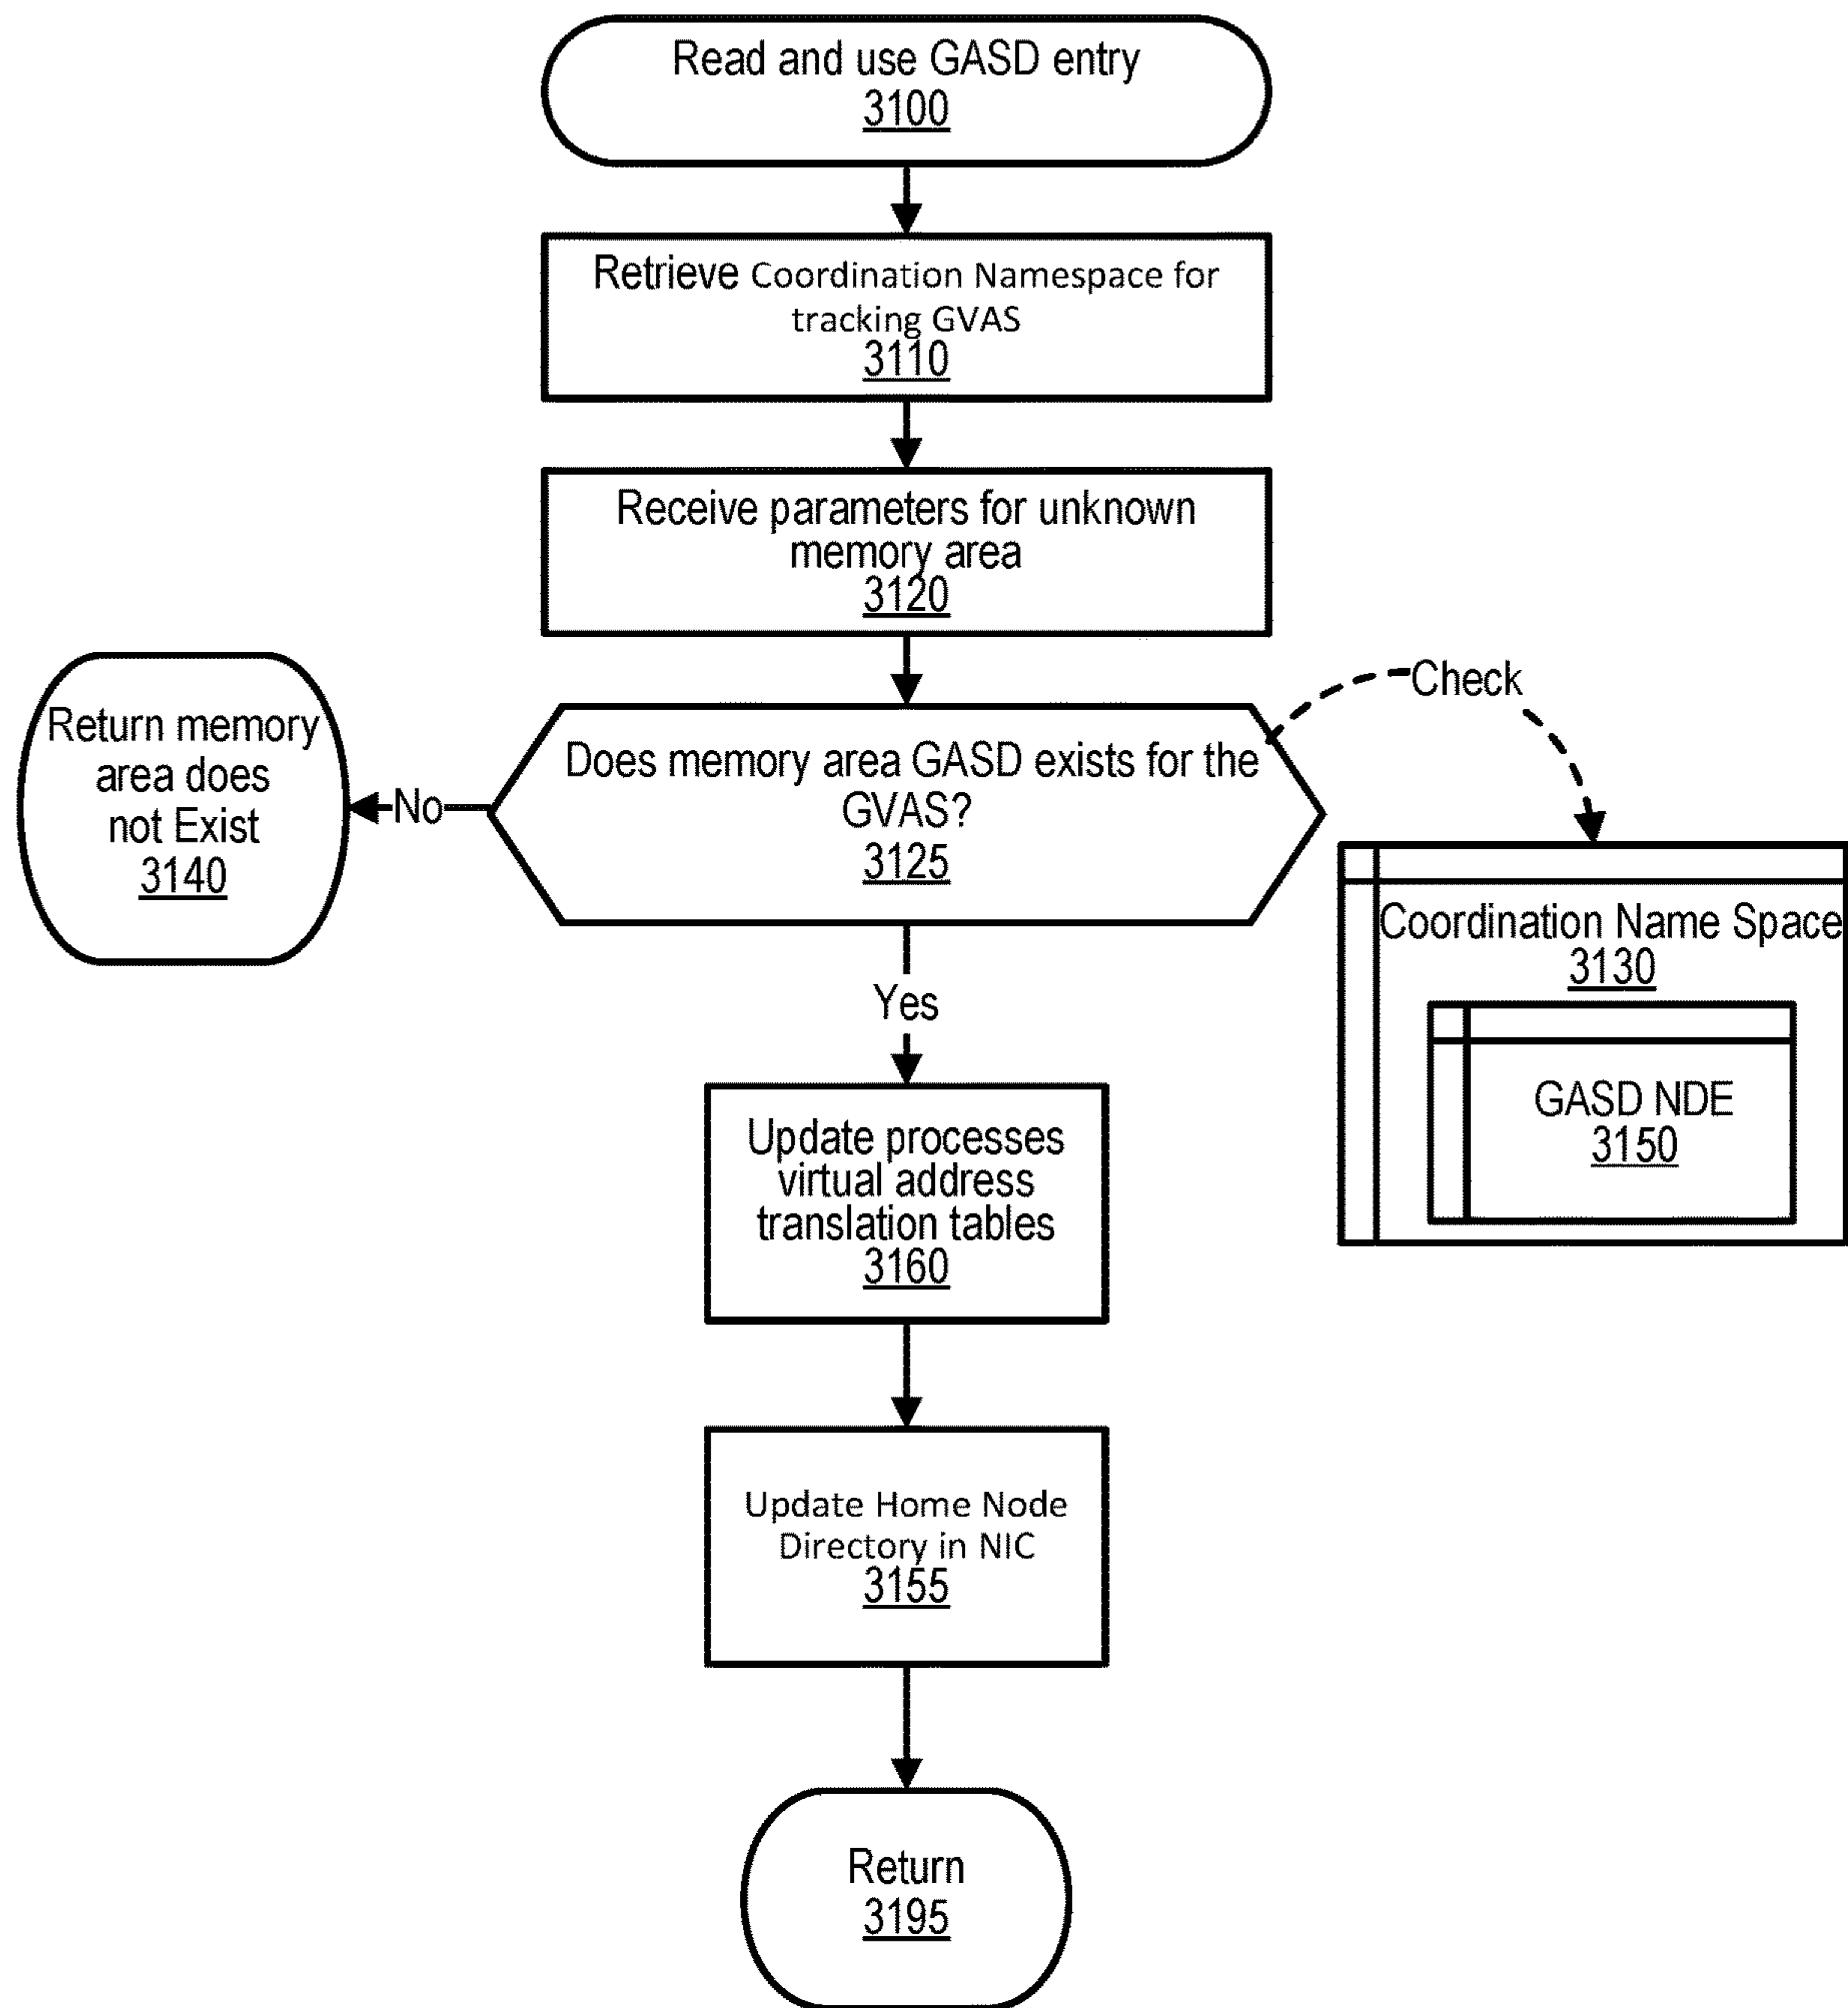 Read and use GASD entry
3100
Retrieve Coordination Namespace for
tracking GVAS
3110
Receive parameters for unknown
memory area
3120
Check
Return memory
area does
not Exist
3140
No
Does memory area GASD exists for the
GVAS?
3125
Coordination Name Space
3130
GASD NDE
3150
Yes
Update processes
virtual address
translation tables
3160
Update Home Node
Directory in NIC
3155
Return
3195